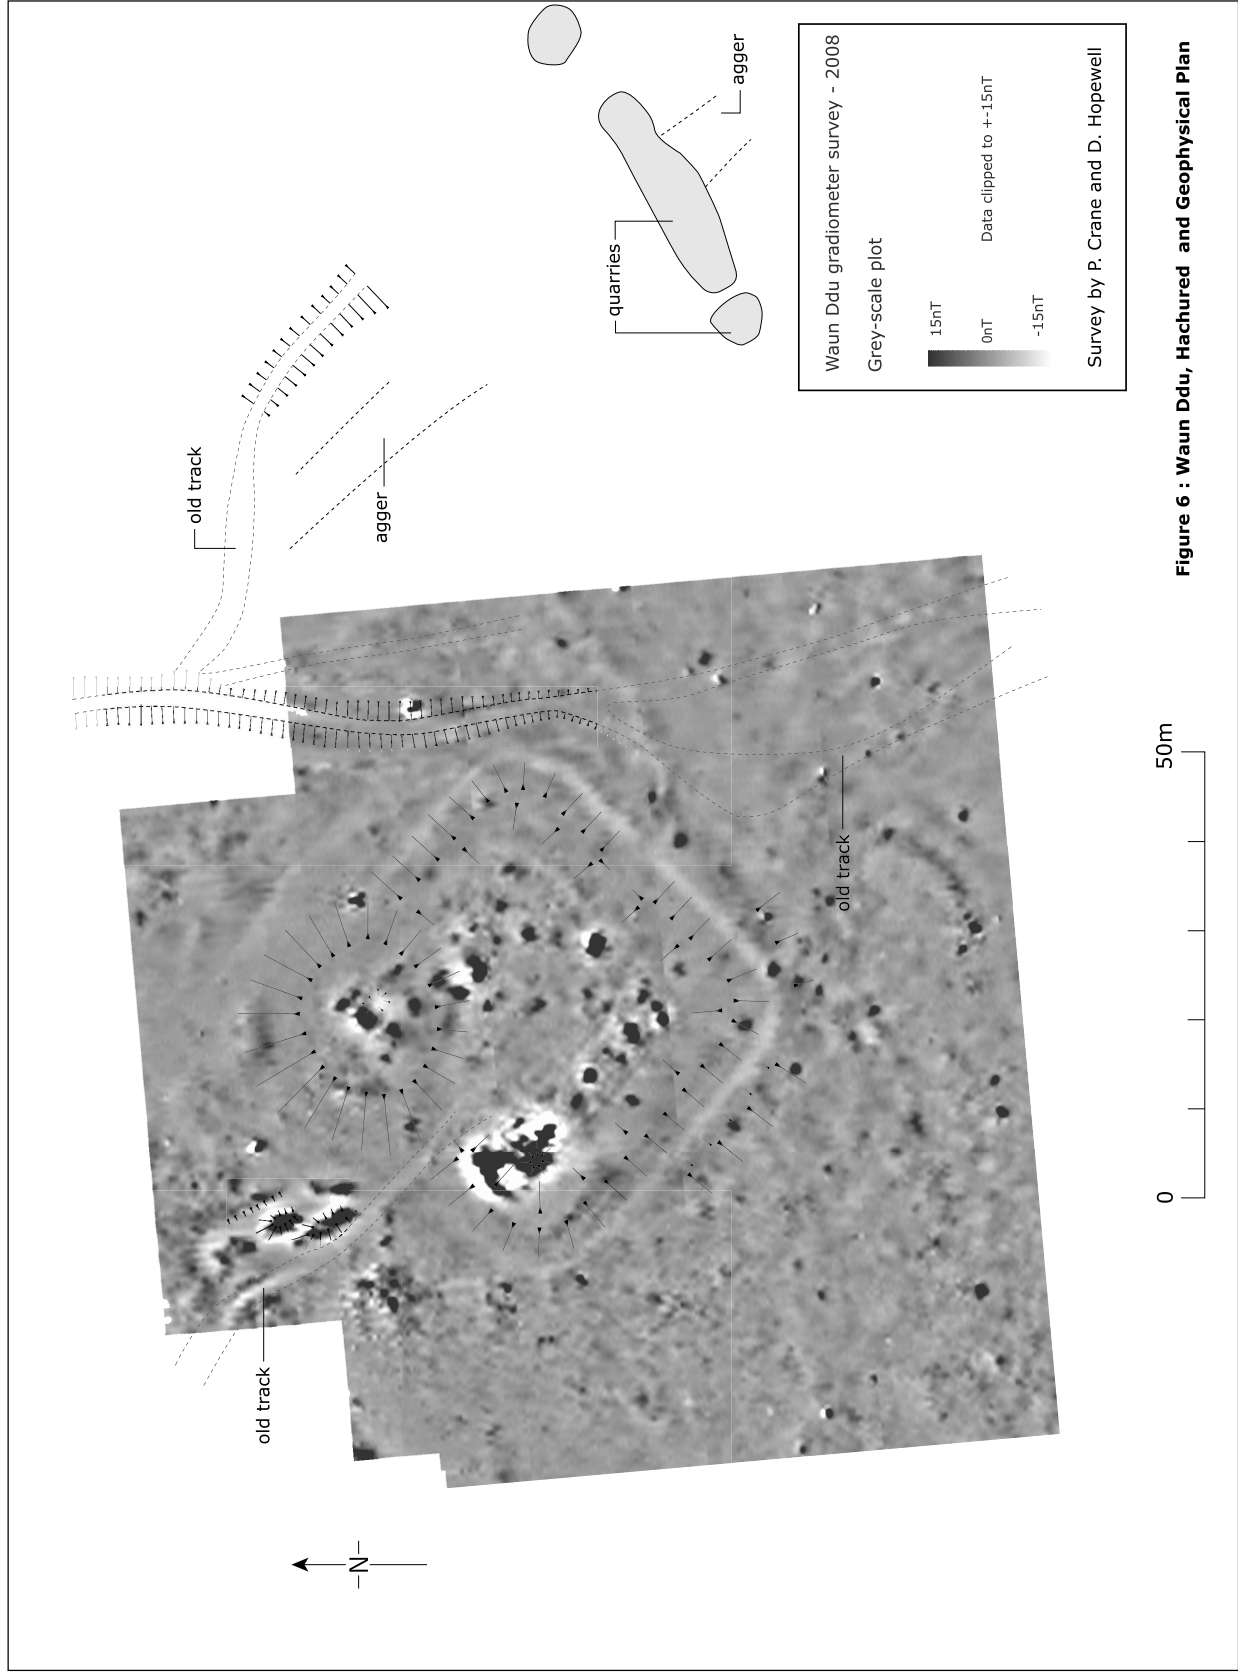 old track
agger
quarries
agger
old track
old track
N
Waun Ddu gradiometer survey - 2008
Grey-scale plot
15nT
0nT
-15nT
Data clipped to +-15nT
Survey by P. Crane and D. Hopewell
0
50m
Figure 6 : Waun Ddu, Hachured and Geophysical Plan